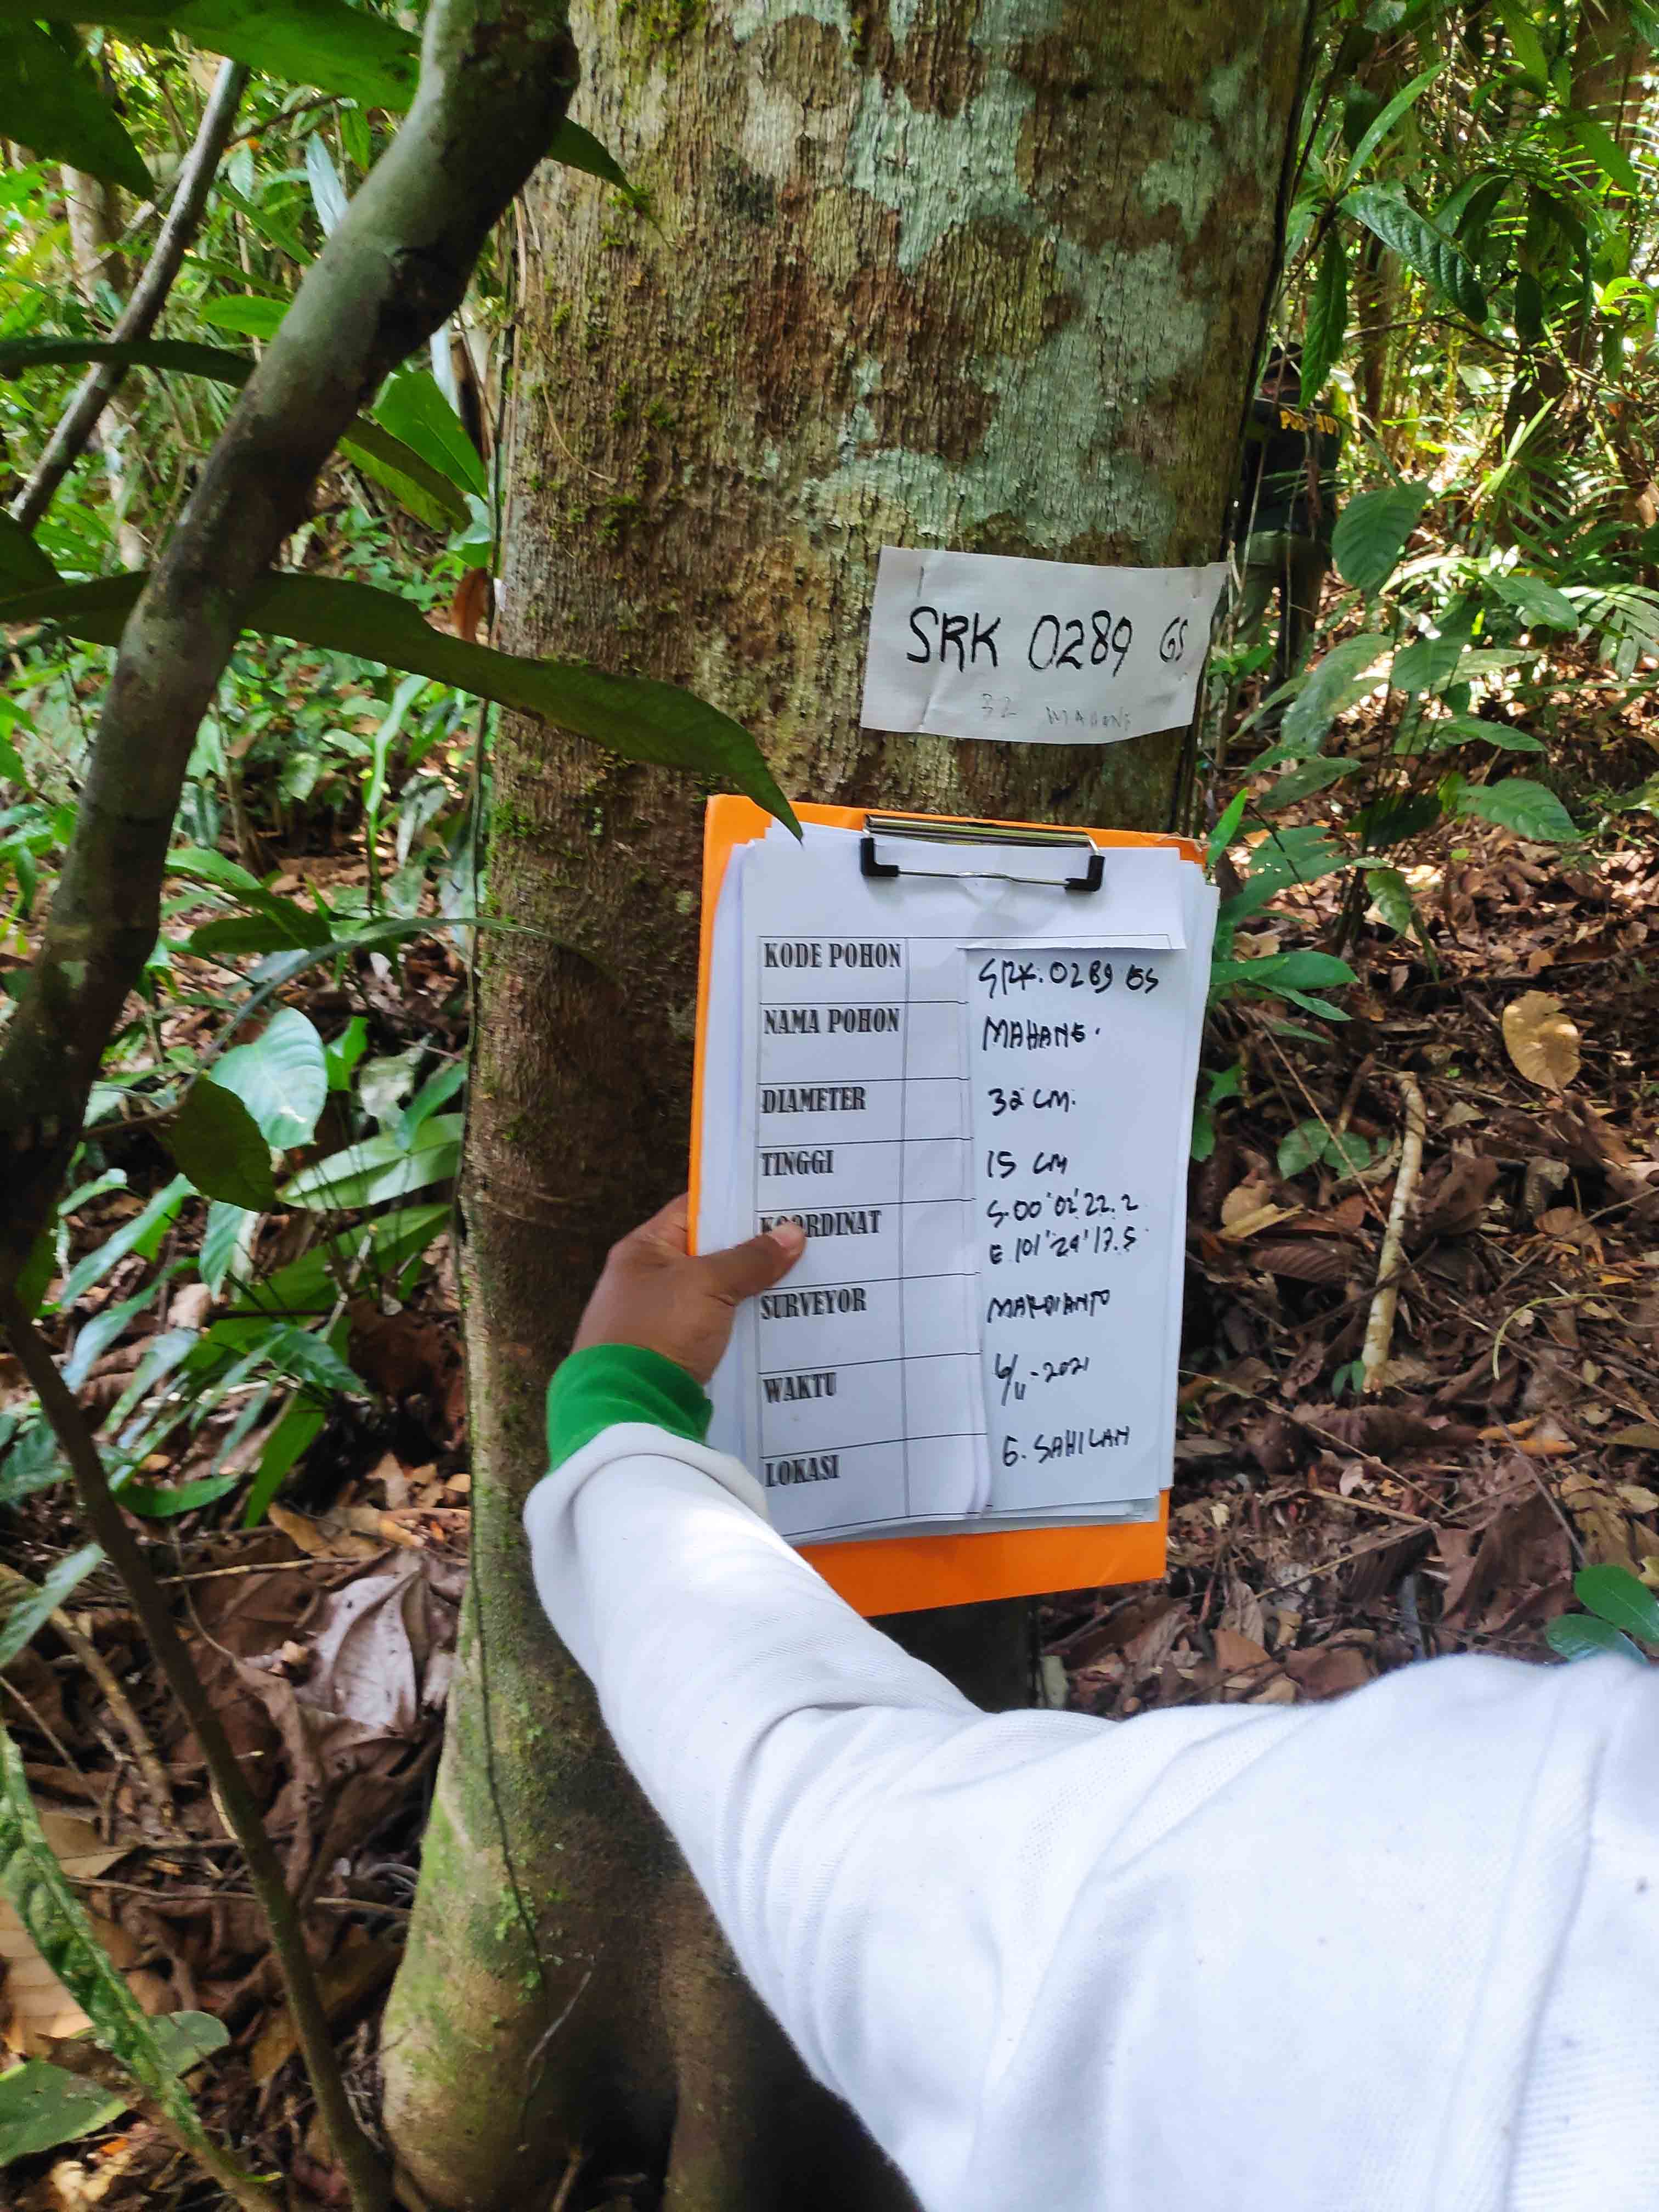 SRK 0289 GS
32 MAHANG
KODE POHON SRK. 0289 GS
NAMA POHON MAHANG.
DIAMETER 32 CM.
TINGGI 15 CM
KOORDINAT S.00°02'22.2
E 101°29'17.5
SURVEYOR MARDIANTO
WAKTU 6/11-2021
LOKASI G. SAHILAN